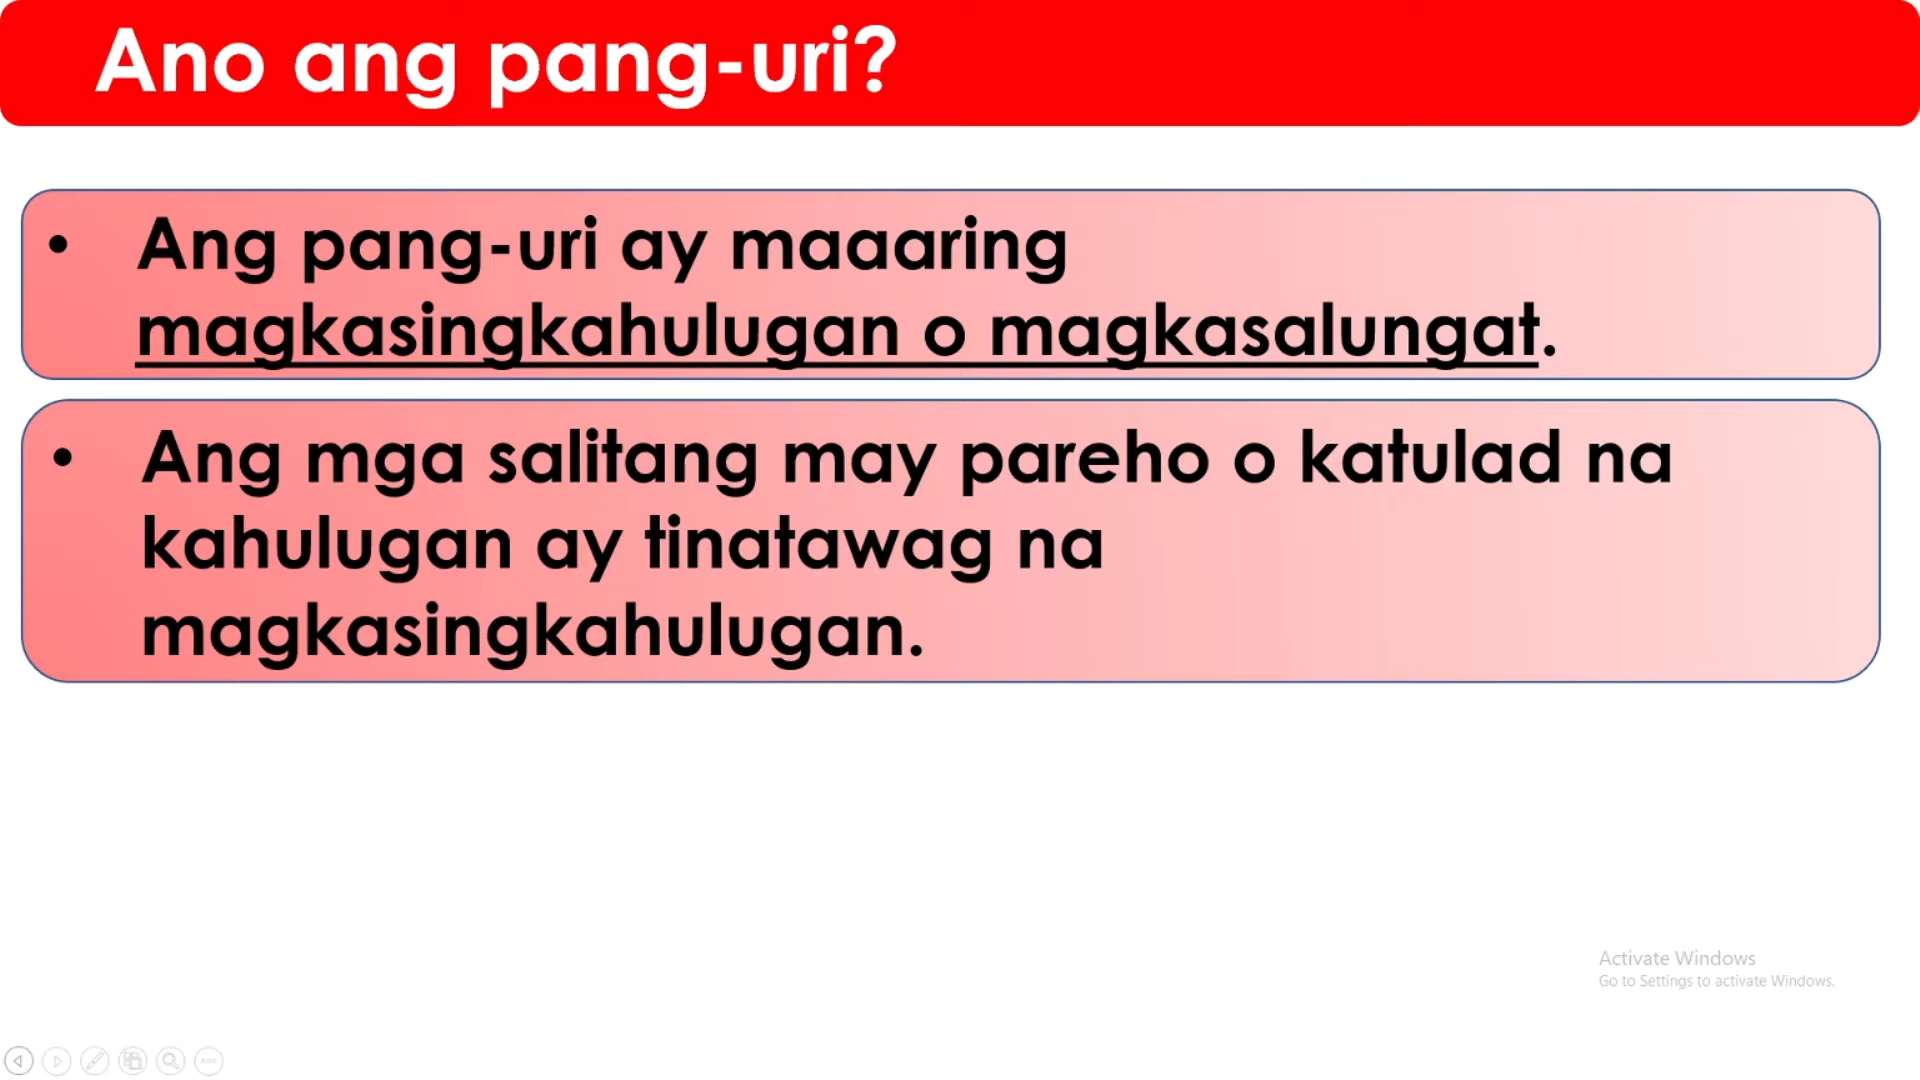 Ano ang pang-uri?
• Ang pang-uri ay maaaring
magkasingkahulugan o magkasalungat.
• Ang mga salitang may pareho o katulad na
kahulugan ay tinatawag na
magkasingkahulugan.
Activate Windows
Go to Settings to activate Windows.